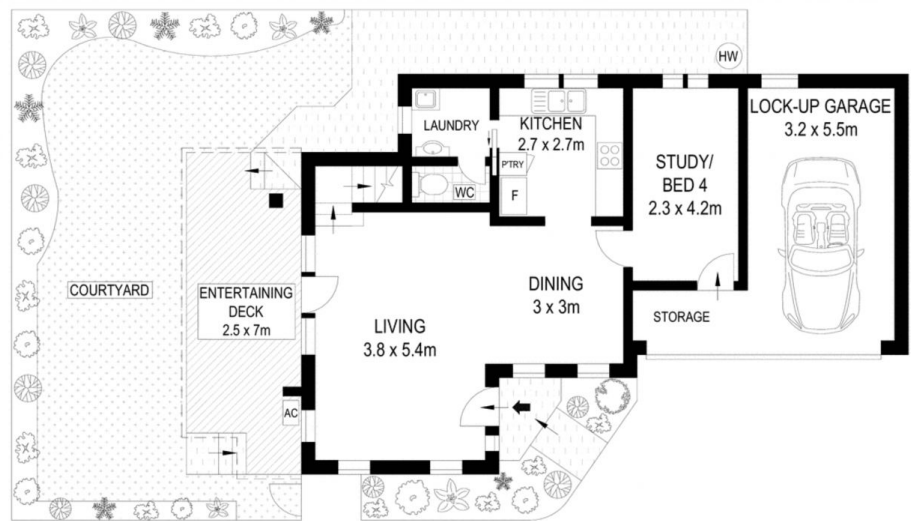 HW
LOCK-UP GARAGE
3.2 x 5.5m
LAUNDRY
KITCHEN
2.7 x 2.7m
P'TRY
F
WC
STUDY/
BED 4
2.3 x 4.2m
COURTYARD
ENTERTAINING
DECK
2.5 x 7m
LIVING
3.8 x 5.4m
DINING
3 x 3m
STORAGE
AC